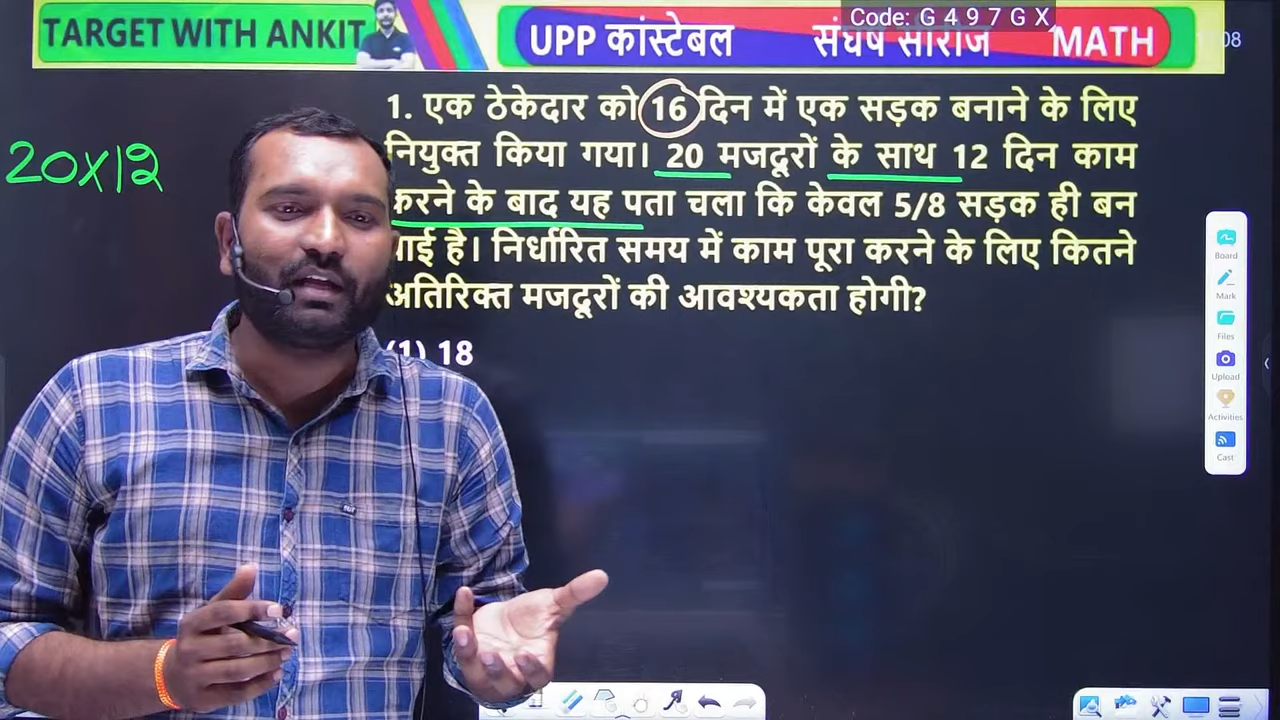 Code: G 4 9 7 G X
TARGET WITH ANKIT
UPP कांस्टेबल संघर्ष सीरीज MATH
08
1. एक ठेकेदार को 16 दिन में एक सड़क बनाने के लिए
20x12
नियुक्त किया गया। 20 मजदूरों के साथ 12 दिन काम
करने के बाद यह पता चला कि केवल 5/8 सड़क ही बन
पाई है। निर्धारित समय में काम पूरा करने के लिए कितने
अतिरिक्त मजदूरों की आवश्यकता होगी?
(1) 18
Board
Mark
Files
Upload
Activities
Cast